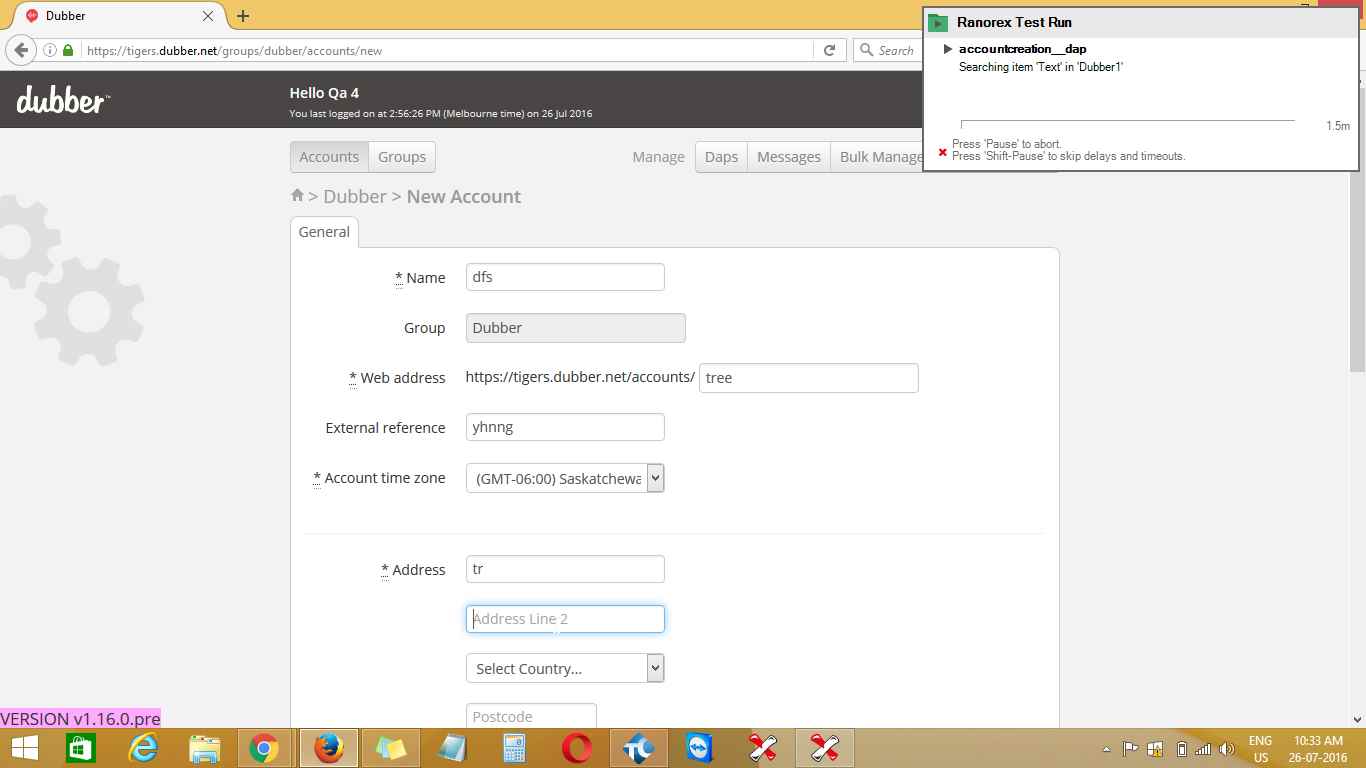 Dubber
Ranorex Test Run
https://tigers.dubber.net/groups/dubber/accounts/new
Search
accountcreation__dap
Searching item 'Text' in 'Dubber1'
1.5m
Press 'Pause' to abort.
Press 'Shift-Pause' to skip delays and timeouts.
dubber™
Hello Qa 4
You last logged on at 2:56:26 PM (Melbourne time) on 26 Jul 2016
Accounts Groups
Manage Daps Messages Bulk Manage
> Dubber > New Account
General
* Name dfs
Group Dubber
* Web address https://tigers.dubber.net/accounts/ tree
External reference yhnng
* Account time zone (GMT-06:00) Saskatchewa
* Address tr
Address Line 2
Select Country...
Postcode
VERSION v1.16.0.pre
ENG 10:33 AM
US 26-07-2016